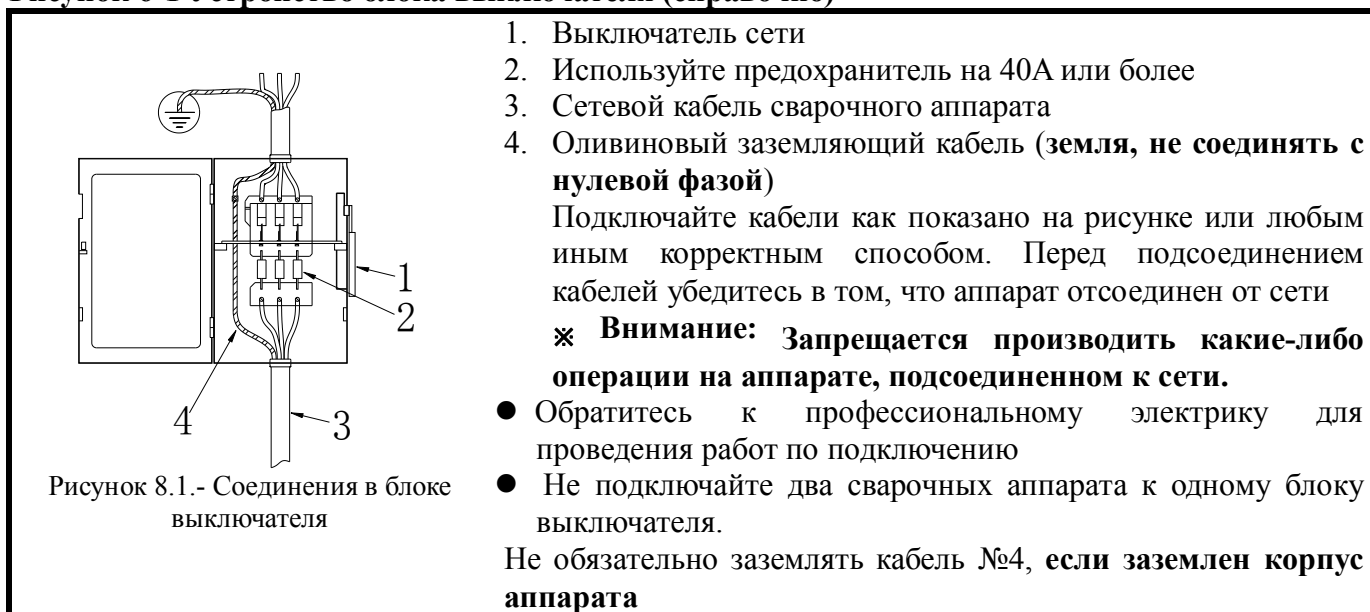 1. Выключатель сети
2. Используйте предохранитель на 40А или более
3. Сетевой кабель сварочного аппарата
4. Оливиновый заземляющий кабель (земля, не соединять с
нулевой фазой)
Подключайте кабели как показано на рисунке или любым
иным корректным способом. Перед подсоединением
кабелей убедитесь в том, что аппарат отсоединен от сети
※ Внимание: Запрещается производить какие-либо
операции на аппарате, подсоединенном к сети.
● Обратитесь к профессиональному электрику для
проведения работ по подключению
● Не подключайте два сварочных аппарата к одному блоку
выключателя.
Не обязательно заземлять кабель №4, если заземлен корпус
аппарата
1
2
4
3
Рисунок 8.1.- Соединения в блоке
выключателя